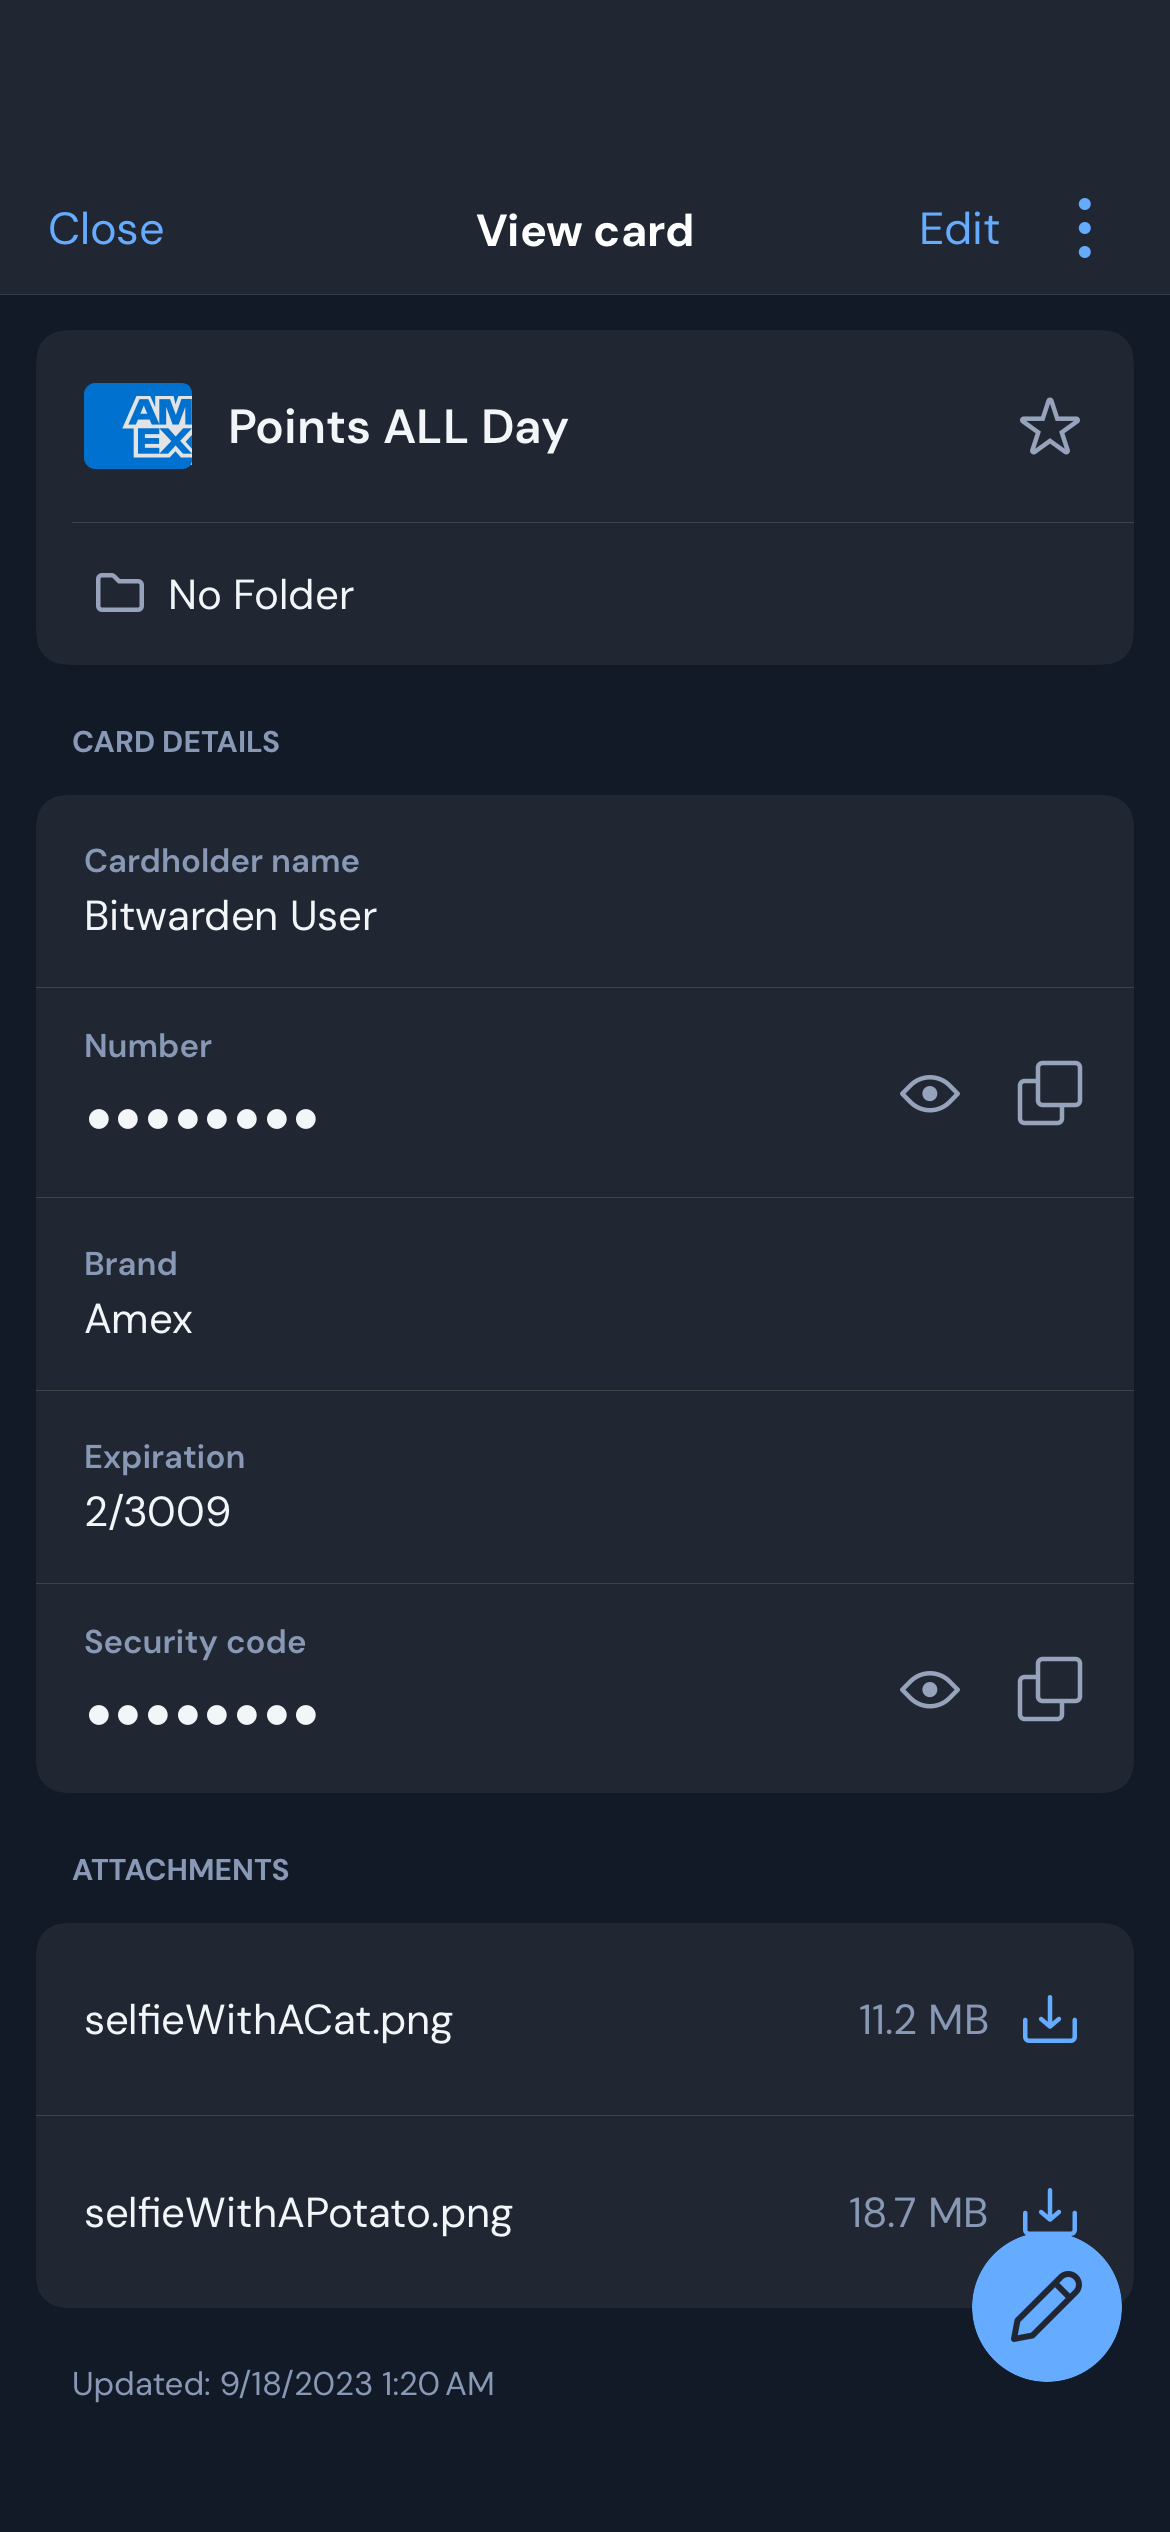 Close
View card
Edit
AM
EX
Points ALL Day
No Folder
CARD DETAILS
Cardholder name
Bitwarden User
Number
●●●●●●●●
Brand
Amex
Expiration
2/3009
Security code
●●●●●●●●
ATTACHMENTS
selfieWithACat.png
11.2 MB
selfieWithAPotato.png
18.7 MB
Updated: 9/18/2023 1:20 AM